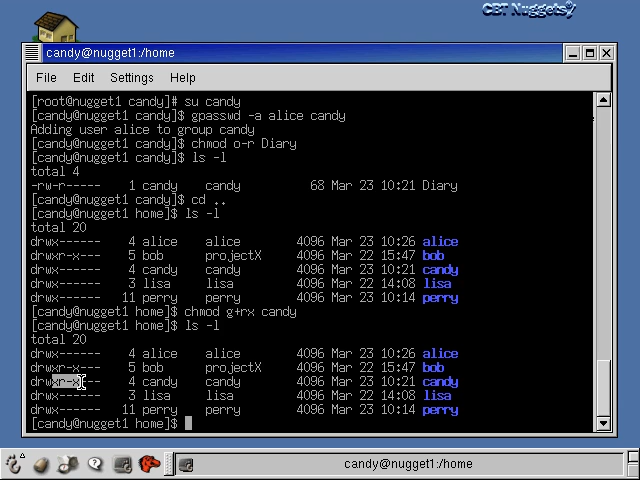 CBT Nuggets
candy@nugget1:/home
File Edit Settings Help
[root@nugget1 candy]# su candy
[candy@nugget1 candy]$ gpasswd -a alice candy
Adding user alice to group candy
[candy@nugget1 candy]$ chmod o-r Diary
[candy@nugget1 candy]$ ls -l
total 4
-rw-r----- 1 candy candy 68 Mar 23 10:21 Diary
[candy@nugget1 candy]$ cd ..
[candy@nugget1 home]$ ls -l
total 20
drwx------ 4 alice alice 4096 Mar 23 10:26 alice
drwxr-x--- 5 bob projectX 4096 Mar 22 15:47 bob
drwx------ 4 candy candy 4096 Mar 23 10:21 candy
drwx------ 3 lisa lisa 4096 Mar 22 14:08 lisa
drwx------ 11 perry perry 4096 Mar 23 10:14 perry
[candy@nugget1 home]$ chmod g+rx candy
[candy@nugget1 home]$ ls -l
total 20
drwx------ 4 alice alice 4096 Mar 23 10:26 alice
drwxr-x--- 5 bob projectX 4096 Mar 22 15:47 bob
drwxr-x--- 4 candy candy 4096 Mar 23 10:21 candy
drwx------ 3 lisa lisa 4096 Mar 22 14:08 lisa
drwx------ 11 perry perry 4096 Mar 23 10:14 perry
[candy@nugget1 home]$
candy@nugget1:/home